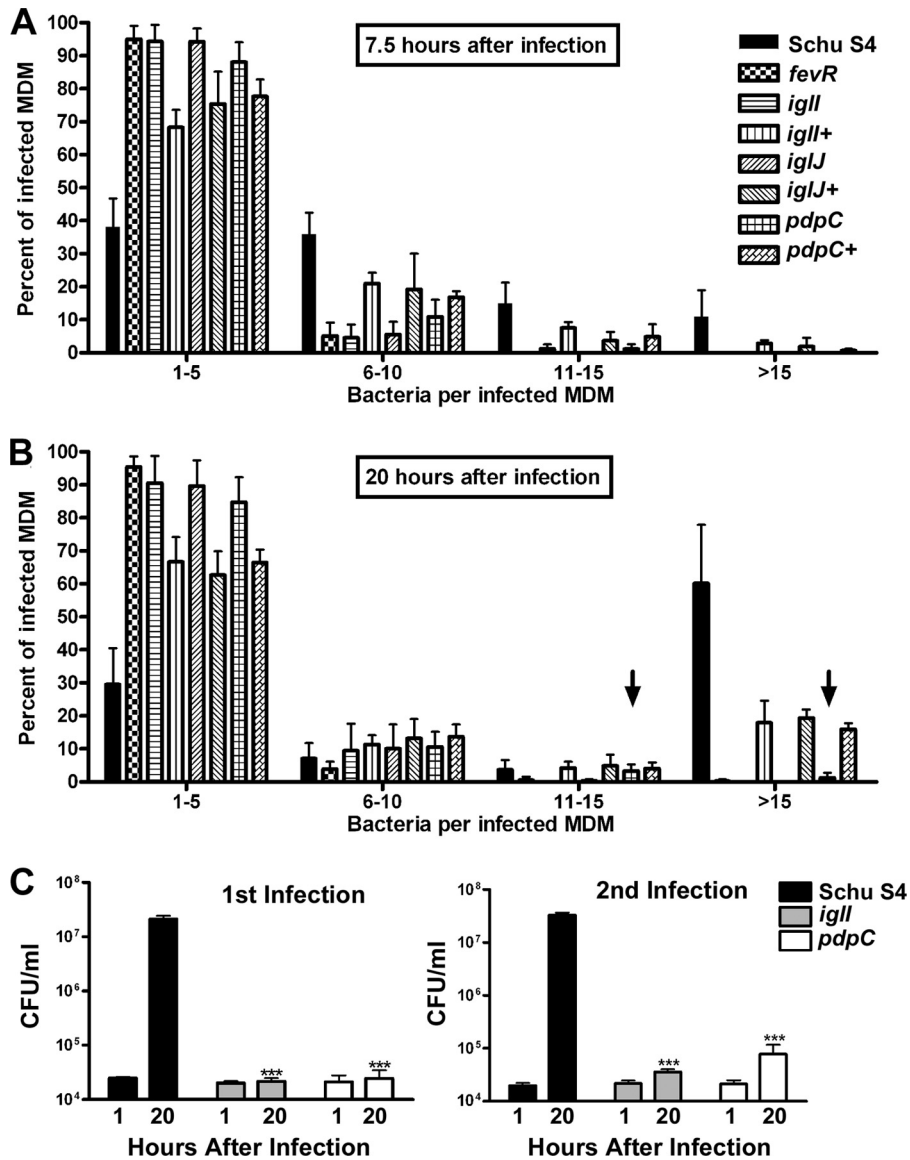 A
7.5 hours after infection
Percent of infected MDM
100
90
80
70
60
50
40
30
20
10
0
1-5
6-10
11-15
>15
Bacteria per infected MDM
Schu S4
fevR
iglI
iglI+
iglJ
iglJ+
pdpC
pdpC+
B
20 hours after infection
Percent of infected MDM
100
90
80
70
60
50
40
30
20
10
0
1-5
6-10
11-15
>15
Bacteria per infected MDM
C
1st Infection
CFU/ml
10⁸
10⁷
10⁶
10⁵
10⁴
***
***
1 20 1 20 1 20
Hours After Infection
2nd Infection
CFU/ml
10⁸
10⁷
10⁶
10⁵
10⁴
***
***
1 20 1 20 1 20
Hours After Infection
Schu S4
iglI
pdpC